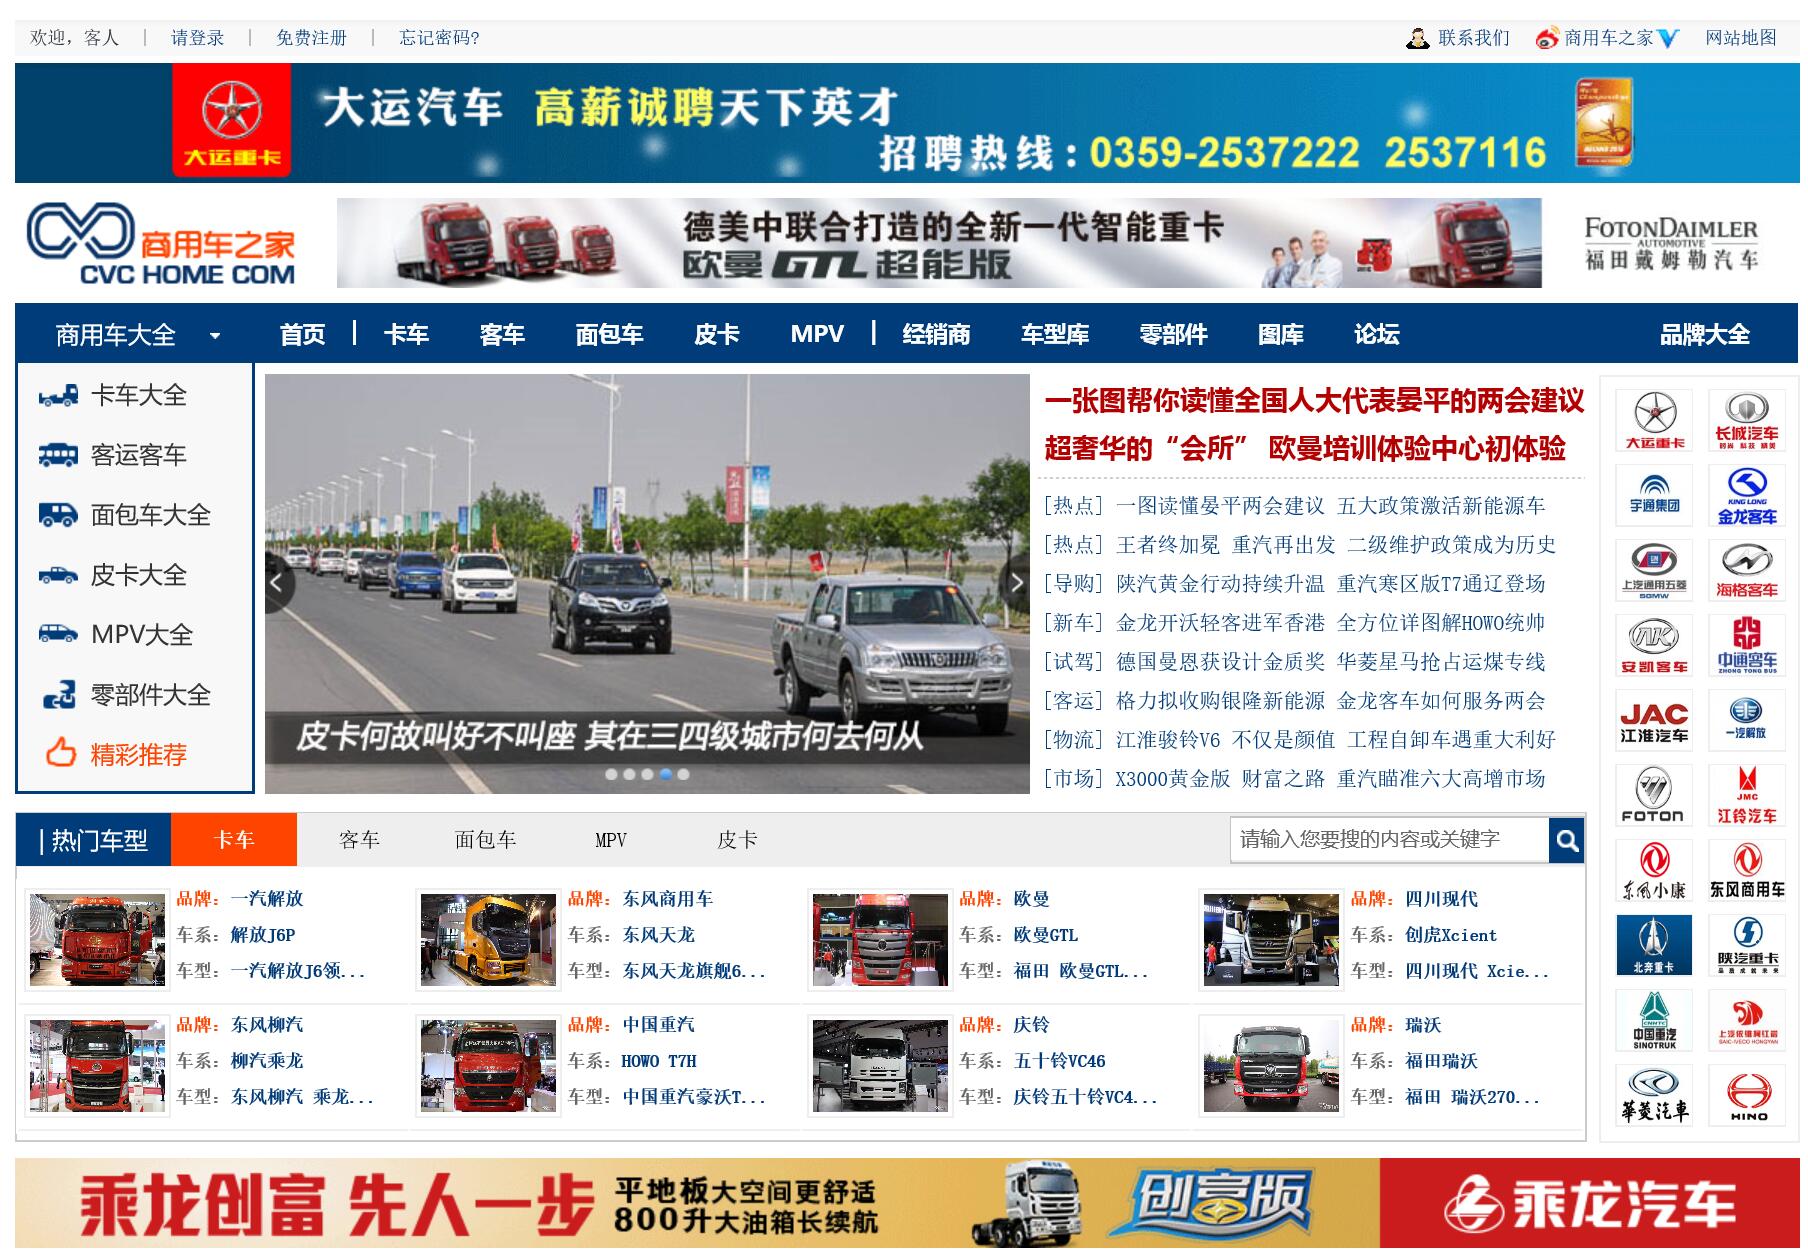 欢迎，客人 | 请登录 | 免费注册 | 忘记密码?
联系我们 商用车之家 网站地图
大运重卡
大运汽车 高薪诚聘天下英才
招聘热线：0359-2537222 2537116
商用车之家
CVC HOME COM
德美中联合打造的全新一代智能重卡
欧曼GTL超能版
FOTONDAIMLER
AUTOMOTIVE
福田戴姆勒汽车
商用车大全 首页 | 卡车 客车 面包车 皮卡 MPV | 经销商 车型库 零部件 图库 论坛 品牌大全
卡车大全
客运客车
面包车大全
皮卡大全
MPV大全
零部件大全
精彩推荐
皮卡何故叫好不叫座 其在三四级城市何去何从
一张图帮你读懂全国人大代表晏平的两会建议
超奢华的“会所” 欧曼培训体验中心初体验
[热点] 一图读懂晏平两会建议 五大政策激活新能源车
[热点] 王者终加冕 重汽再出发 二级维护政策成为历史
[导购] 陕汽黄金行动持续升温 重汽寒区版T7通辽登场
[新车] 金龙开沃轻客进军香港 全方位详图解HOWO统帅
[试驾] 德国曼恩获设计金质奖 华菱星马抢占运煤专线
[客运] 格力拟收购银隆新能源 金龙客车如何服务两会
[物流] 江淮骏铃V6 不仅是颜值 工程自卸车遇重大利好
[市场] X3000黄金版 财富之路 重汽瞄准六大高增市场
大运重卡
长城汽车
宇通集团
KING LONG
金龙客车
上汽通用五菱
SGMW
海格客车
安凯客车
中通客车
ZHONG TONG BUS
JAC
江淮汽车
一汽解放
FOTON
JMC
江铃汽车
东风小康
东风商用车
北奔重卡
陕汽重卡
CNHTC
中国重汽
SINOTRUK
上汽依维柯红岩
SAIC-IVECO HONGYAN
華菱汽車
HINO
|热门车型 卡车 客车 面包车 MPV 皮卡
请输入您要搜的内容或关键字
品牌：一汽解放
车系：解放J6P
车型：一汽解放J6领...
品牌：东风商用车
车系：东风天龙
车型：东风天龙旗舰6...
品牌：欧曼
车系：欧曼GTL
车型：福田 欧曼GTL...
品牌：四川现代
车系：创虎Xcient
车型：四川现代 Xcie...
品牌：东风柳汽
车系：柳汽乘龙
车型：东风柳汽 乘龙...
品牌：中国重汽
车系：HOWO T7H
车型：中国重汽豪沃T...
品牌：庆铃
车系：五十铃VC46
车型：庆铃五十铃VC4...
品牌：瑞沃
车系：福田瑞沃
车型：福田 瑞沃270...
乘龙创富 先人一步
平地板大空间更舒适
800升大油箱长续航
创富版
乘龙汽车